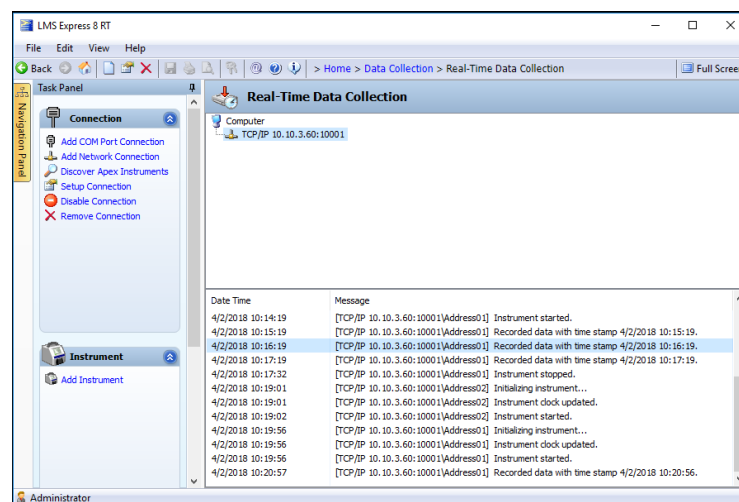 LMS Express 8 RT
File Edit View Help
Back > Home > Data Collection > Real-Time Data Collection Full Scree
Navigation Panel
Task Panel
Connection
Add COM Port Connection
Add Network Connection
Discover Apex Instruments
Setup Connection
Disable Connection
Remove Connection
Instrument
Add Instrument
Real-Time Data Collection
Computer
TCP/IP 10.10.3.60:10001
Date Time Message
4/2/2018 10:14:19 [TCP/IP 10.10.3.60:10001\Address01] Instrument started.
4/2/2018 10:15:19 [TCP/IP 10.10.3.60:10001\Address01] Recorded data with time stamp 4/2/2018 10:15:19.
4/2/2018 10:16:19 [TCP/IP 10.10.3.60:10001\Address01] Recorded data with time stamp 4/2/2018 10:16:19.
4/2/2018 10:17:19 [TCP/IP 10.10.3.60:10001\Address01] Recorded data with time stamp 4/2/2018 10:17:19.
4/2/2018 10:17:32 [TCP/IP 10.10.3.60:10001\Address01] Instrument stopped.
4/2/2018 10:19:01 [TCP/IP 10.10.3.60:10001\Address02] Initializing instrument...
4/2/2018 10:19:01 [TCP/IP 10.10.3.60:10001\Address02] Instrument clock updated.
4/2/2018 10:19:02 [TCP/IP 10.10.3.60:10001\Address02] Instrument started.
4/2/2018 10:19:56 [TCP/IP 10.10.3.60:10001\Address01] Initializing instrument...
4/2/2018 10:19:56 [TCP/IP 10.10.3.60:10001\Address01] Instrument clock updated.
4/2/2018 10:19:56 [TCP/IP 10.10.3.60:10001\Address01] Instrument started.
4/2/2018 10:20:57 [TCP/IP 10.10.3.60:10001\Address01] Recorded data with time stamp 4/2/2018 10:20:56.
Administrator